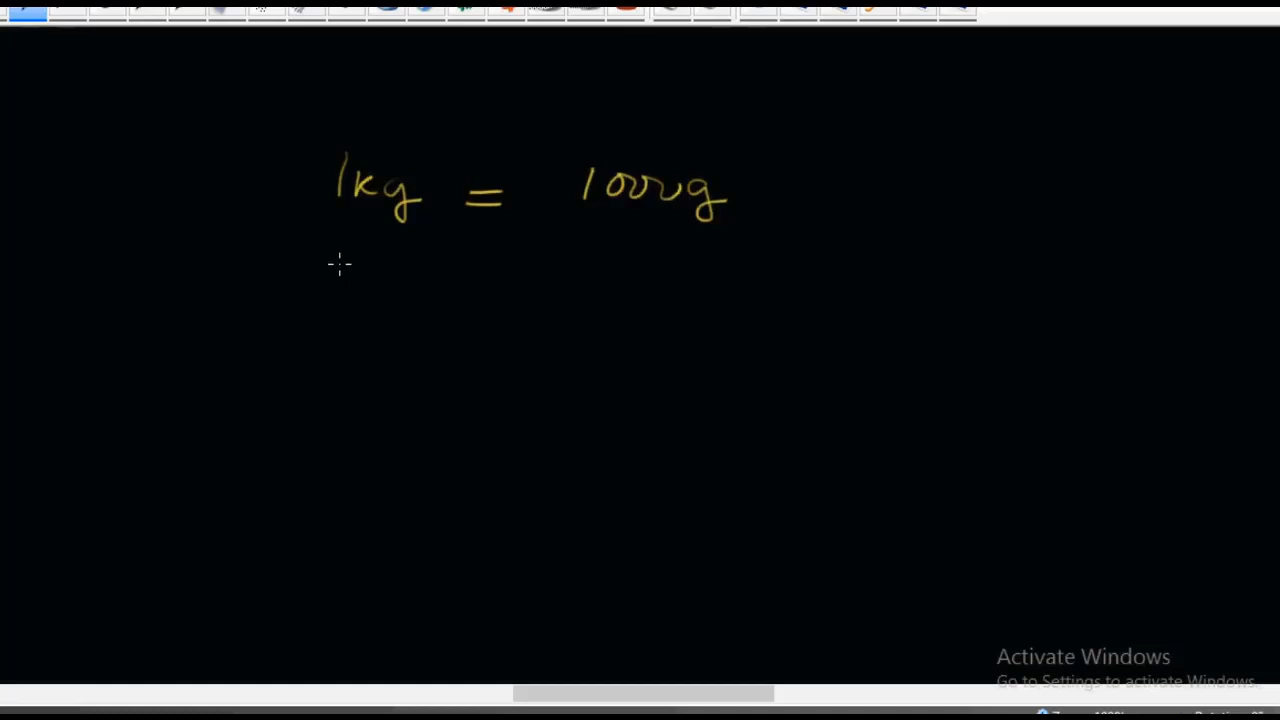 1kg = 1000g
Activate Windows
Go to Settings to activate Windows.